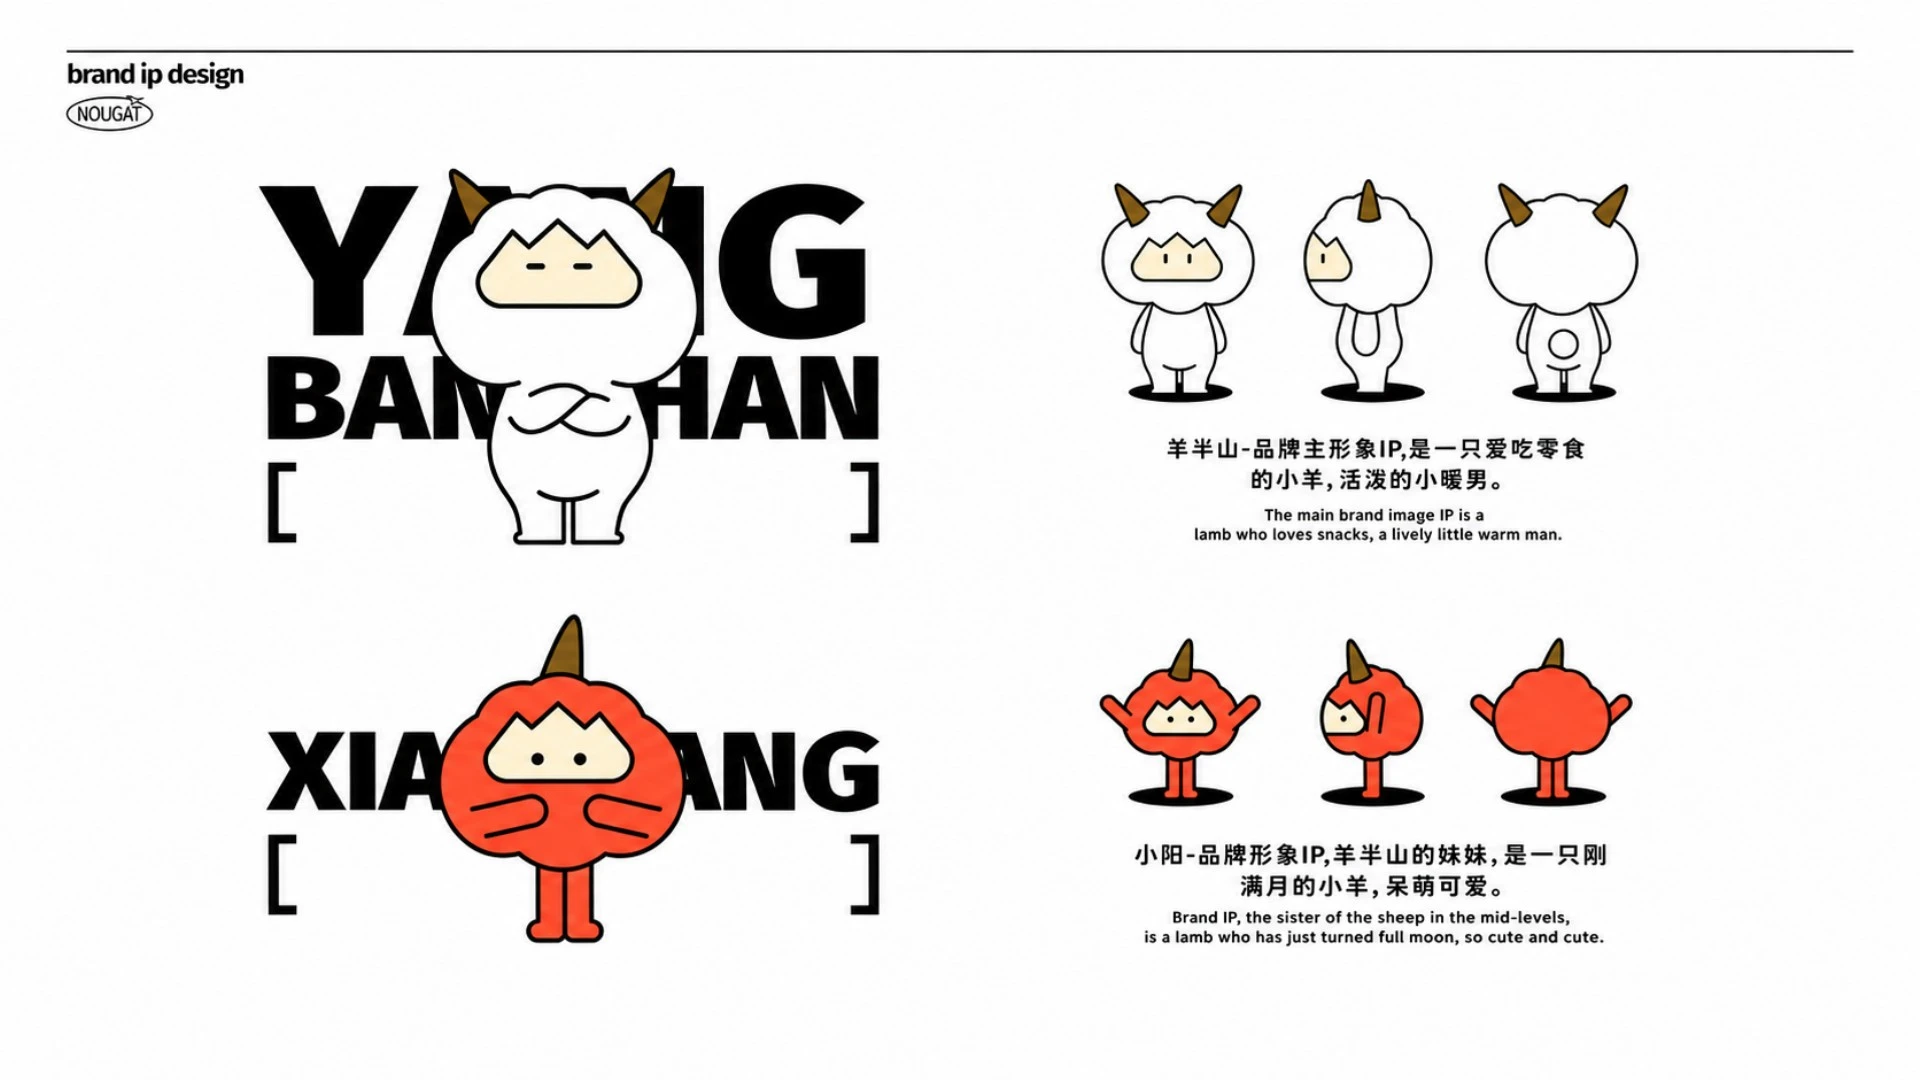 brand ip design
NOUGAT
YANG
BAN HAN
[ ]
羊半山-品牌主形象IP,是一只爱吃零食
的小羊,活泼的小暖男。
The main brand image IP is a
lamb who loves snacks, a lively little warm man.
XIA ANG
[ ]
小阳-品牌形象IP,羊半山的妹妹,是一只刚
满月的小羊,呆萌可爱。
Brand IP, the sister of the sheep in the mid-levels,
is a lamb who has just turned full moon, so cute and cute.